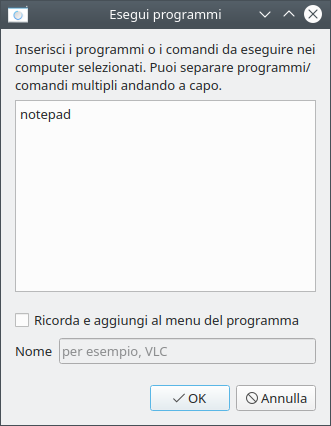 Esegui programmi
Inserisci i programmi o i comandi da eseguire nei
computer selezionati. Puoi separare programmi/
comandi multipli andando a capo.
notepad
Ricorda e aggiungi al menu del programma
Nome per esempio, VLC
OK Annulla